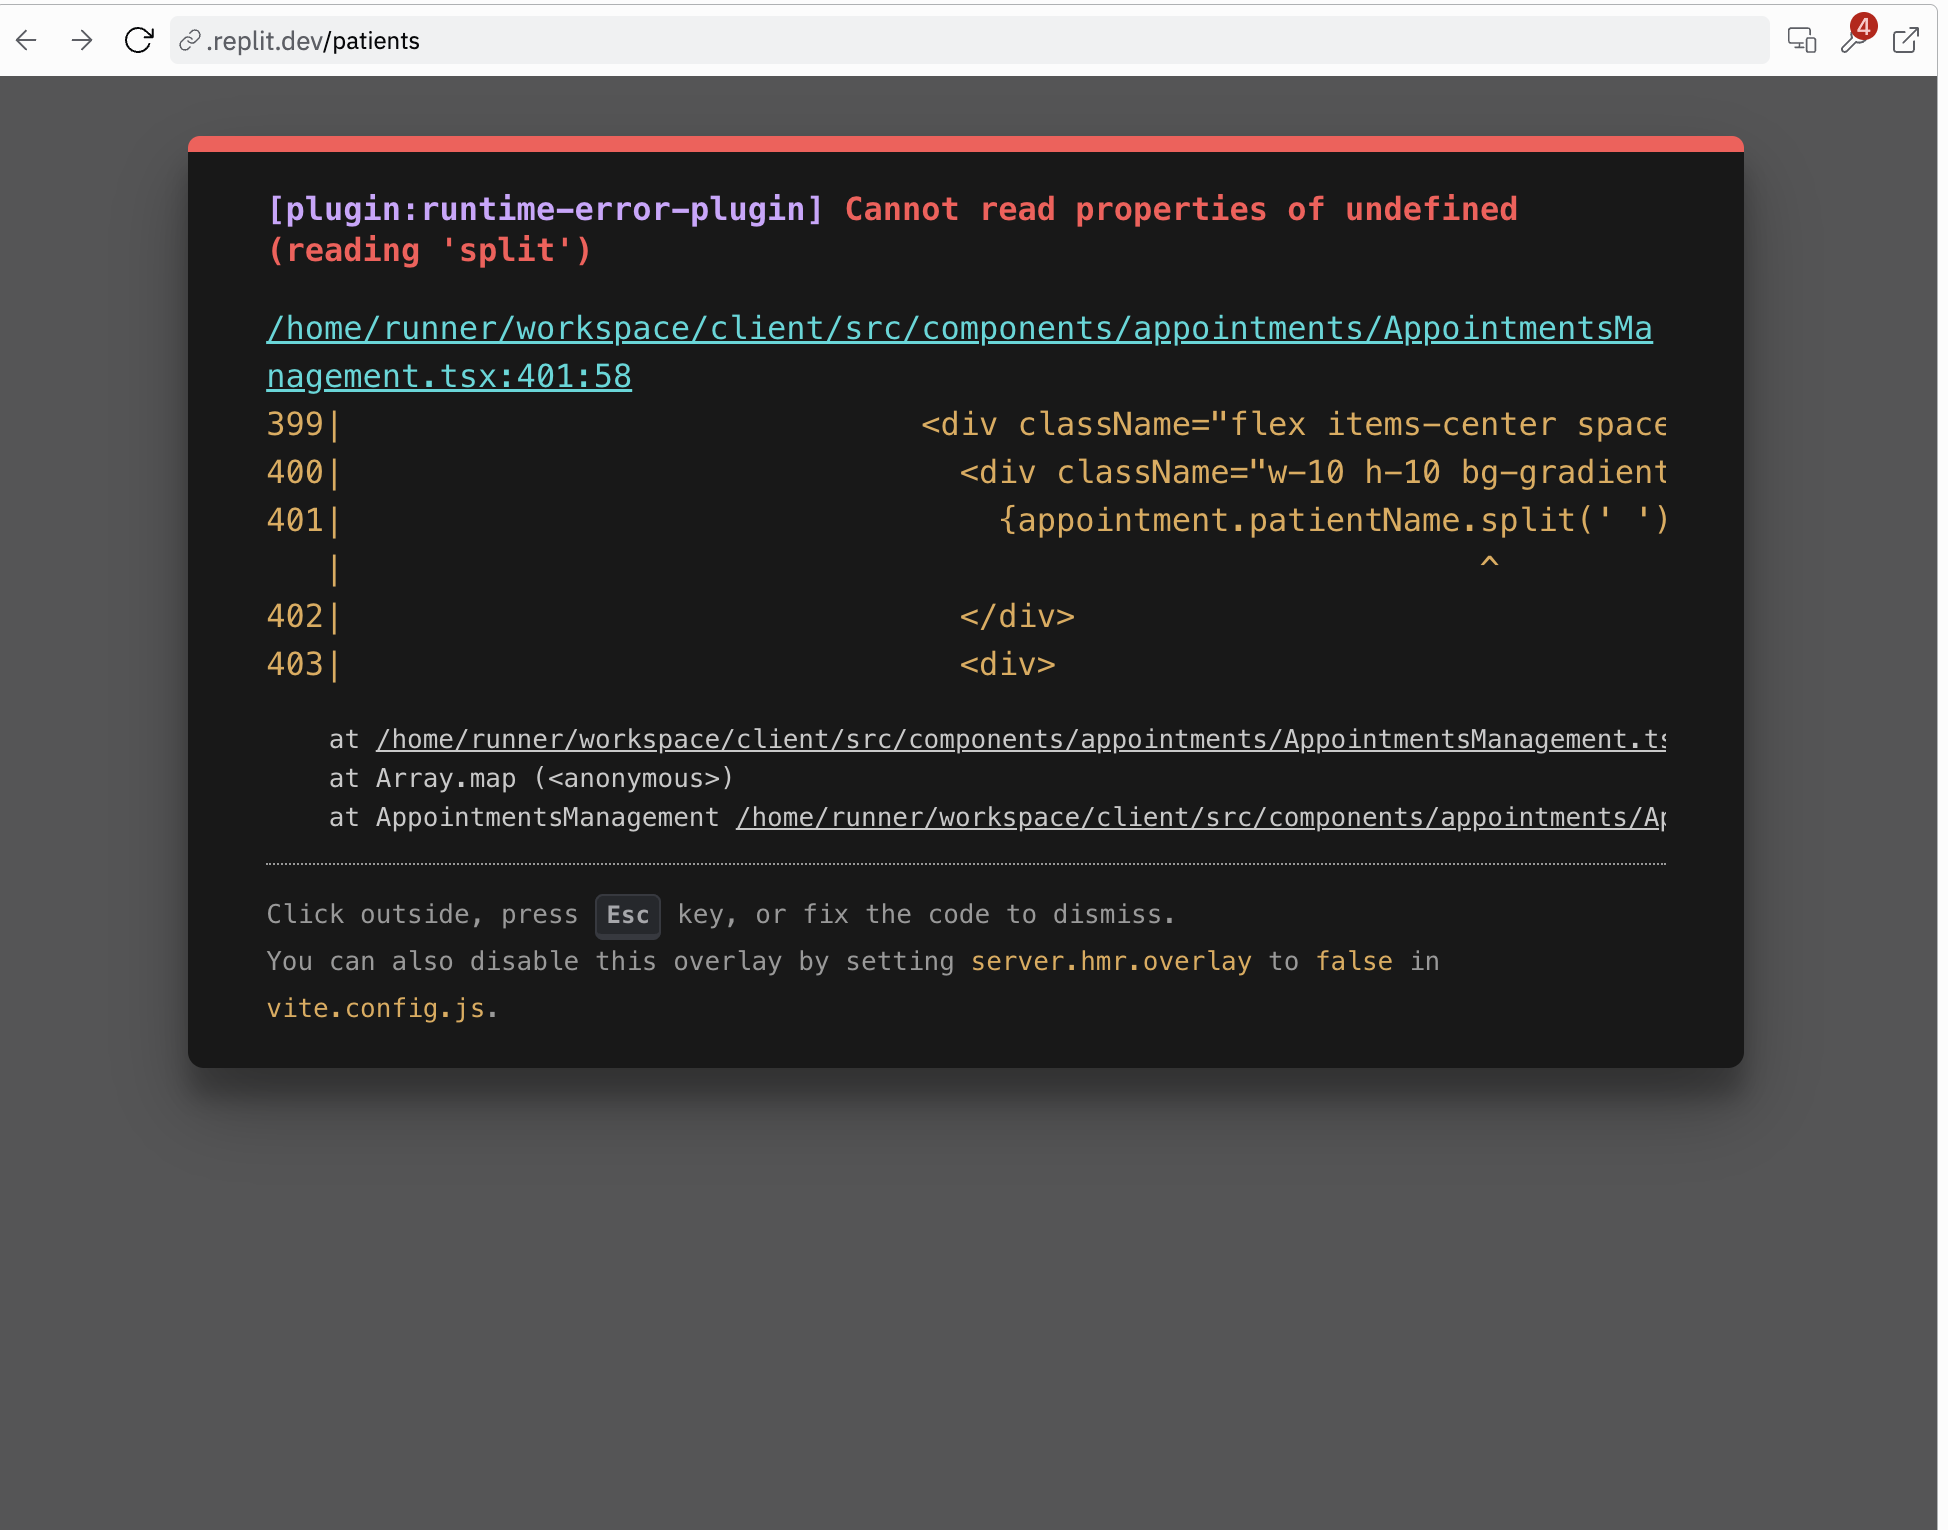 .replit.dev/patients
4
[plugin:runtime-error-plugin] Cannot read properties of undefined
(reading 'split')
/home/runner/workspace/client/src/components/appointments/AppointmentsMa
nagement.tsx:401:58
399|                              <div className="flex items-center space
400|                                <div className="w-10 h-10 bg-gradient
401|                                  {appointment.patientName.split(' ')
   |                                                           ^
402|                                </div>
403|                                <div>
at /home/runner/workspace/client/src/components/appointments/AppointmentsManagement.ts
at Array.map (<anonymous>)
at AppointmentsManagement /home/runner/workspace/client/src/components/appointments/Ap
Click outside, press Esc key, or fix the code to dismiss.
You can also disable this overlay by setting server.hmr.overlay to false in
vite.config.js.